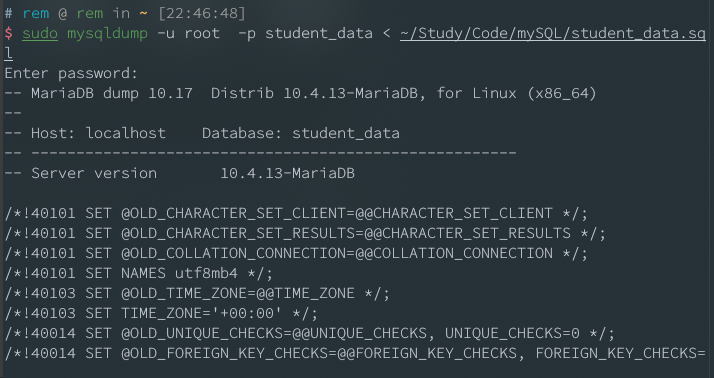 # rem @ rem in ~ [22:46:48]
$ sudo mysqldump -u root  -p student_data < ~/Study/Code/mySQL/student_data.sq
l
Enter password:
-- MariaDB dump 10.17  Distrib 10.4.13-MariaDB, for Linux (x86_64)
--
-- Host: localhost    Database: student_data
-- ------------------------------------------------------
-- Server version       10.4.13-MariaDB

/*!40101 SET @OLD_CHARACTER_SET_CLIENT=@@CHARACTER_SET_CLIENT */;
/*!40101 SET @OLD_CHARACTER_SET_RESULTS=@@CHARACTER_SET_RESULTS */;
/*!40101 SET @OLD_COLLATION_CONNECTION=@@COLLATION_CONNECTION */;
/*!40101 SET NAMES utf8mb4 */;
/*!40103 SET @OLD_TIME_ZONE=@@TIME_ZONE */;
/*!40103 SET TIME_ZONE='+00:00' */;
/*!40014 SET @OLD_UNIQUE_CHECKS=@@UNIQUE_CHECKS, UNIQUE_CHECKS=0 */;
/*!40014 SET @OLD_FOREIGN_KEY_CHECKS=@@FOREIGN_KEY_CHECKS, FOREIGN_KEY_CHECKS=